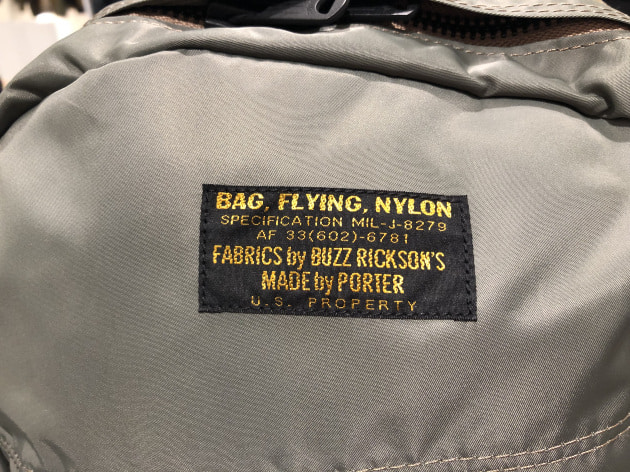 BAG, FLYING, NYLON
SPECIFICATION MIL-J-8279
AF 33(602)-6781
FABRICS by BUZZ RICKSON'S
MADE by PORTER
U.S. PROPERTY